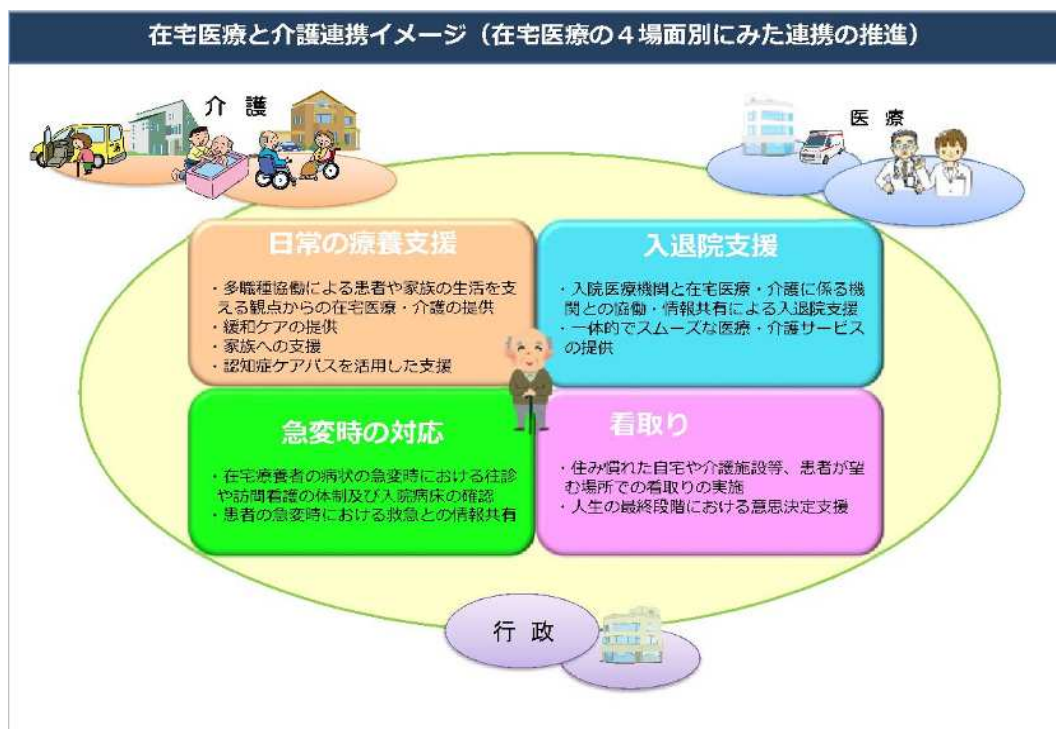 在宅医療と介護連携イメージ（在宅医療の４場面別にみた連携の推進）
介 護
医 療
日常の療養支援
・多職種協働による患者や家族の生活を支
える観点からの在宅医療・介護の提供
・緩和ケアの提供
・家族への支援
・認知症ケアパスを活用した支援
入退院支援
・入院医療機関と在宅医療・介護に係る機
関との協働・情報共有による入退院支援
・一体的でスムーズな医療・介護サービス
の提供
急変時の対応
・在宅療養者の病状の急変時における往診
や訪問看護の体制及び入院病床の確認
・患者の急変時における救急との情報共有
看取り
・住み慣れた自宅や介護施設等、患者が望
む場所での看取りの実施
・人生の最終段階における意思決定支援
行 政